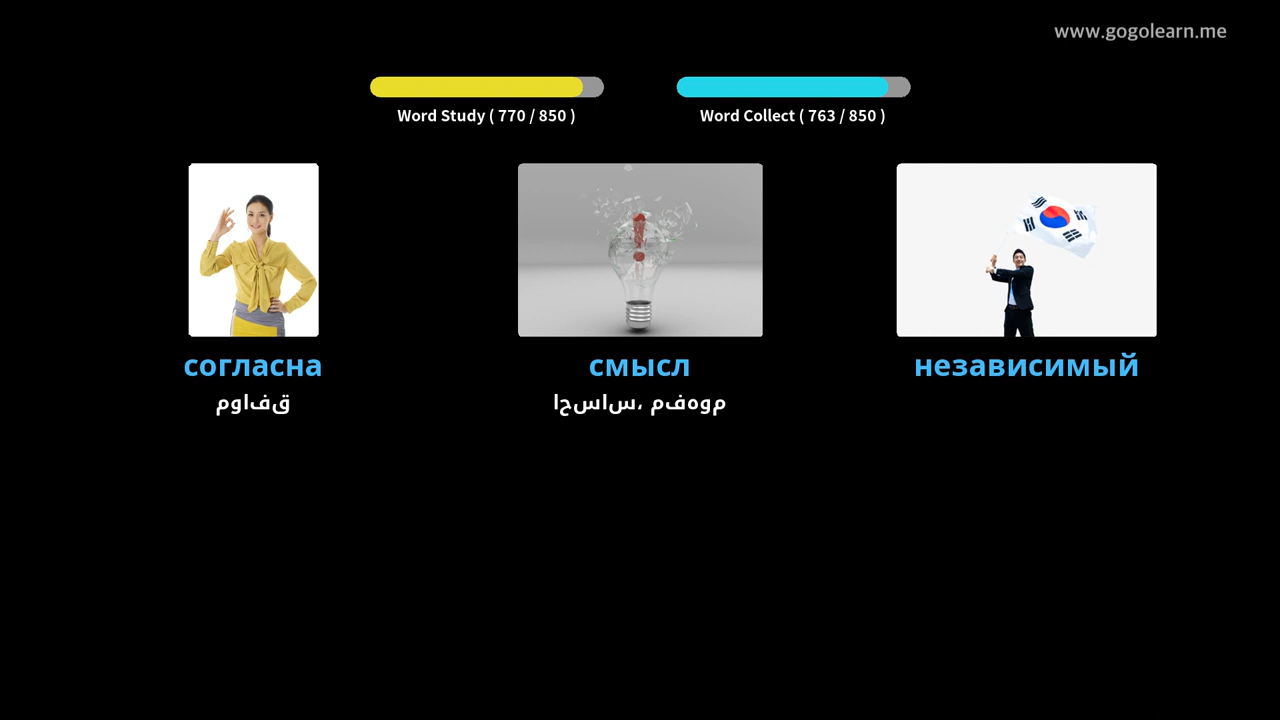 www.gogolearn.me
Word Study ( 770 / 850 )
Word Collect ( 763 / 850 )
согласна
смысл
независимый
موافق
احساس، مفهوم